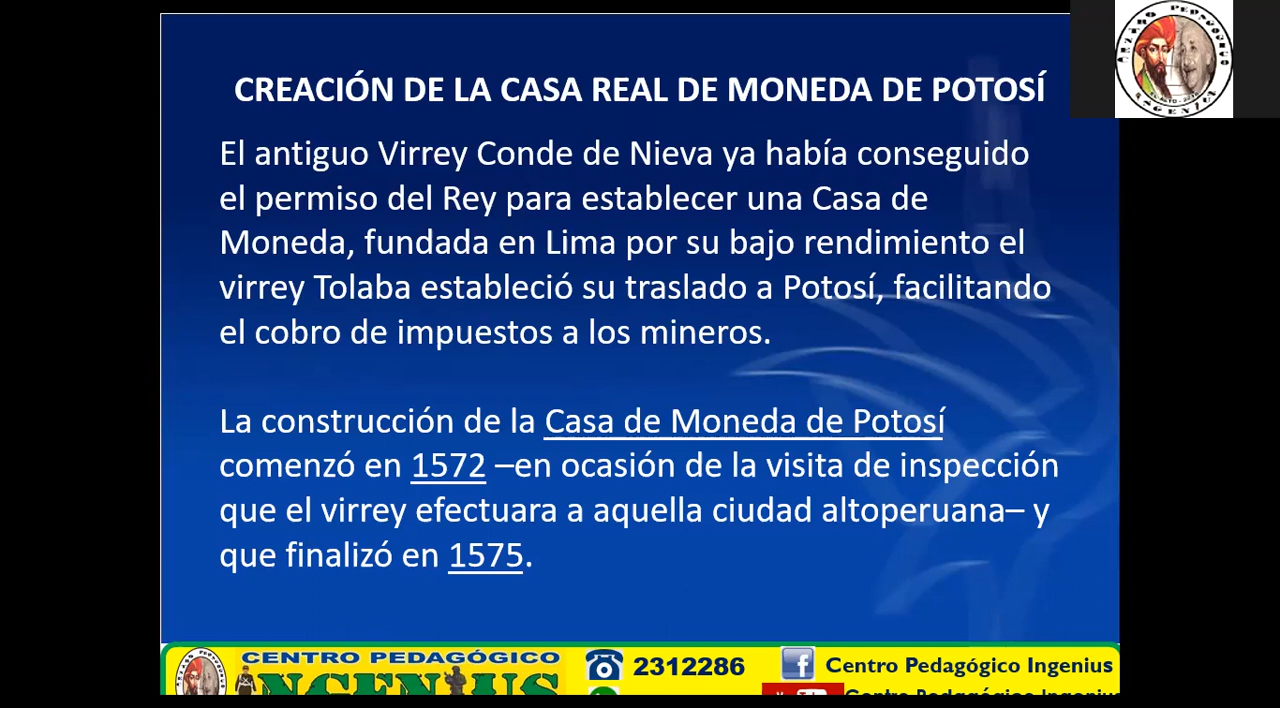 CREACIÓN DE LA CASA REAL DE MONEDA DE POTOSÍ
El antiguo Virrey Conde de Nieva ya había conseguido
el permiso del Rey para establecer una Casa de
Moneda, fundada en Lima por su bajo rendimiento el
virrey Tolaba estableció su traslado a Potosí, facilitando
el cobro de impuestos a los mineros.
La construcción de la Casa de Moneda de Potosí
comenzó en 1572 –en ocasión de la visita de inspección
que el virrey efectuara a aquella ciudad altoperuana– y
que finalizó en 1575.
CENTRO PEDAGÓGICO
INGENIUS
2312286
Centro Pedagógico Ingenius
Centro Pedagógico Ingenius